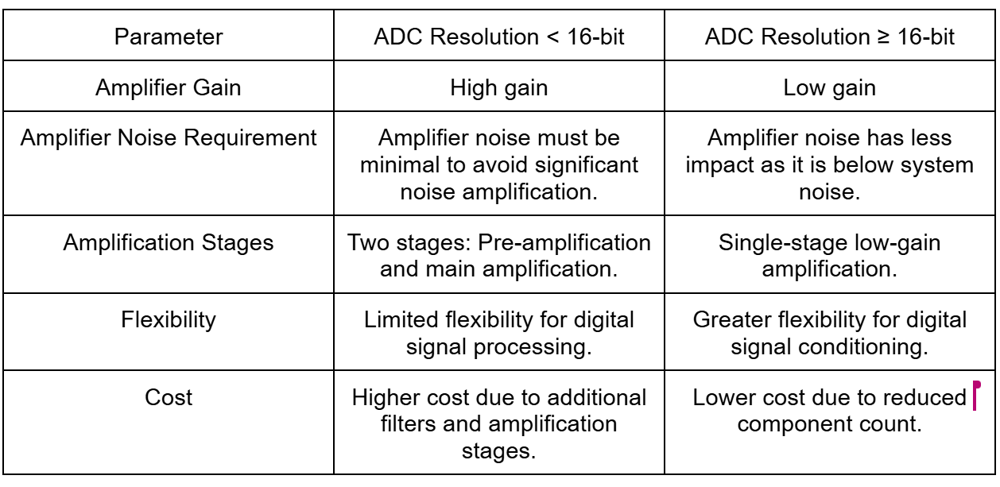 Parameter
ADC Resolution < 16-bit
ADC Resolution ≥ 16-bit
Amplifier Gain
High gain
Low gain
Amplifier Noise Requirement
Amplifier noise must be
minimal to avoid significant
noise amplification.
Amplifier noise has less
impact as it is below system
noise.
Amplification Stages
Two stages: Pre-amplification
and main amplification.
Single-stage low-gain
amplification.
Flexibility
Limited flexibility for digital
signal processing.
Greater flexibility for digital
signal conditioning.
Cost
Higher cost due to additional
filters and amplification
stages.
Lower cost due to reduced
component count.